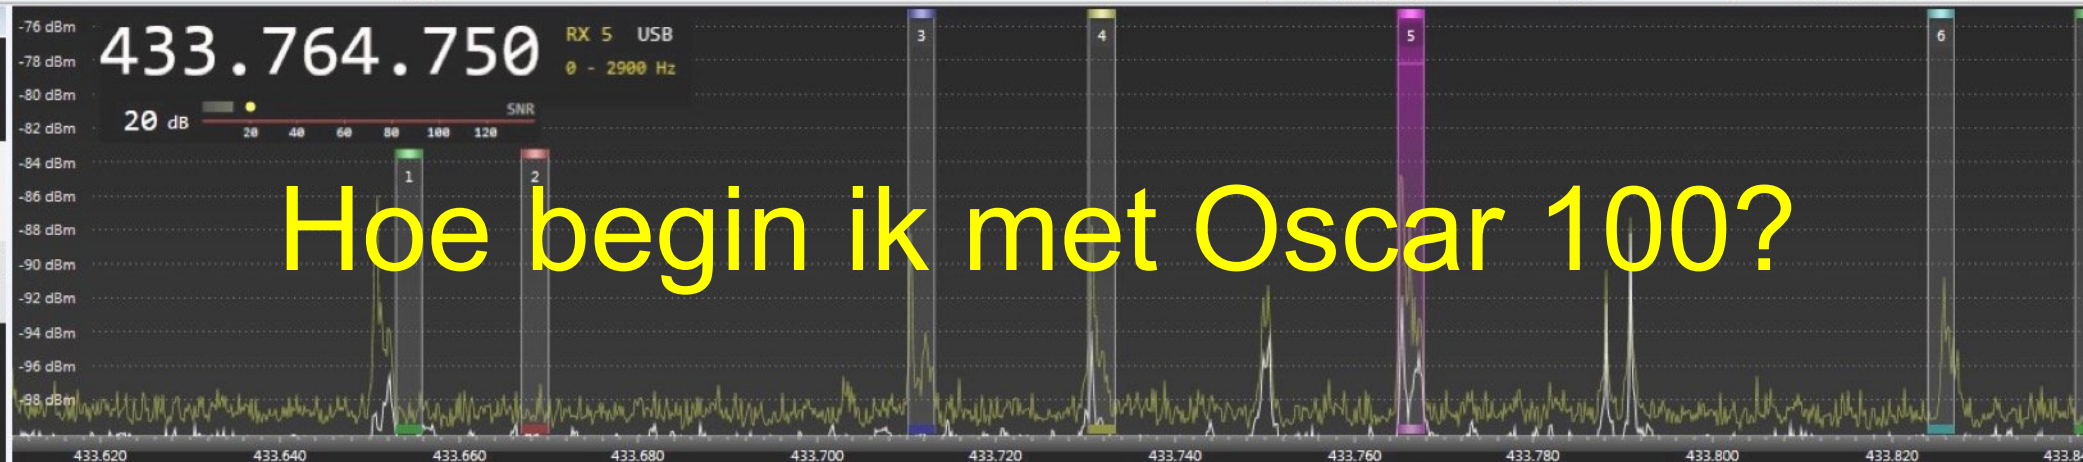 -76 dBm
433.764.750 RX 5 USB
0 - 2900 Hz
3
4
5
6
-78 dBm
-80 dBm
SNR
20 dB
20 40 60 80 100 120
-82 dBm
-84 dBm
1
2
-86 dBm
Hoe begin ik met Oscar 100?
-88 dBm
-90 dBm
-92 dBm
-94 dBm
-96 dBm
-98 dBm
433.620 433.640 433.660 433.680 433.700 433.720 433.740 433.760 433.780 433.800 433.820 433.8